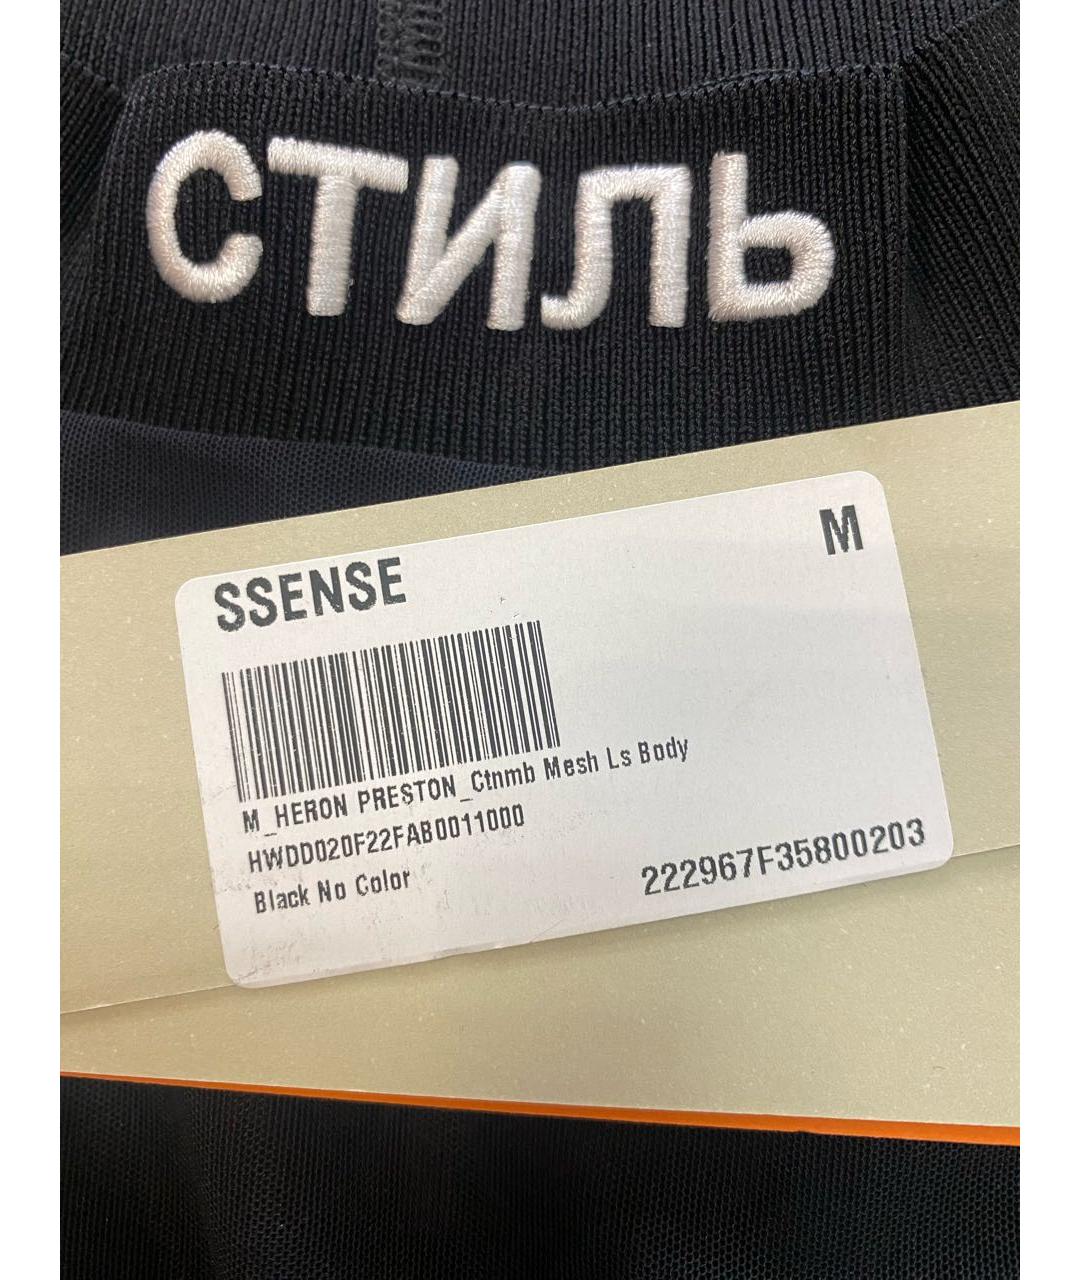 СТИЛЬ
SSENSE
M
M_HERON PRESTON_Ctnmb Mesh Ls Body
HWDD020F22FAB0011000
Black No Color
222967F35800203